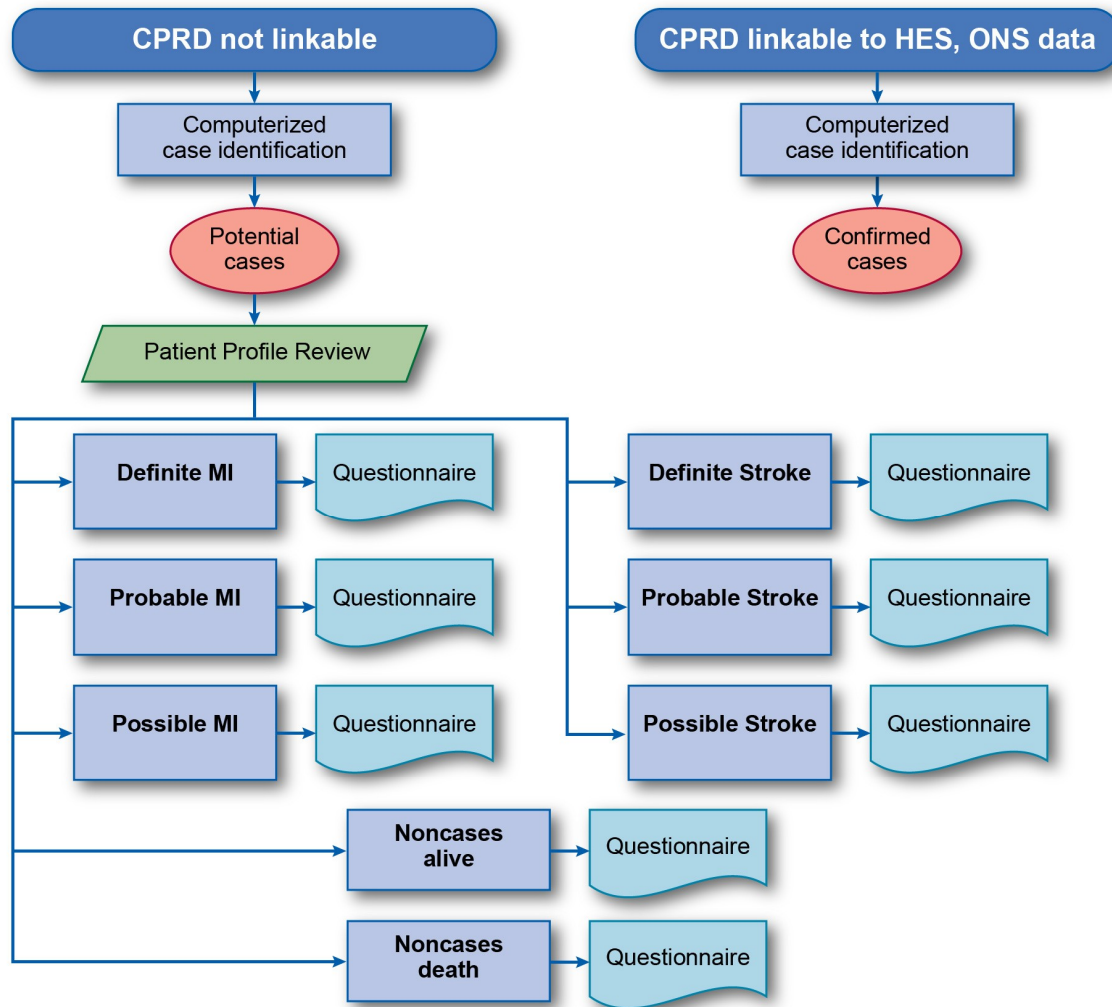 CPRD not linkable
CPRD linkable to HES, ONS data
Computerized
case identification
Computerized
case identification
Potential
cases
Confirmed
cases
Patient Profile Review
Definite MI
Questionnaire
Definite Stroke
Questionnaire
Probable MI
Questionnaire
Probable Stroke
Questionnaire
Possible MI
Questionnaire
Possible Stroke
Questionnaire
Noncases
alive
Questionnaire
Noncases
death
Questionnaire